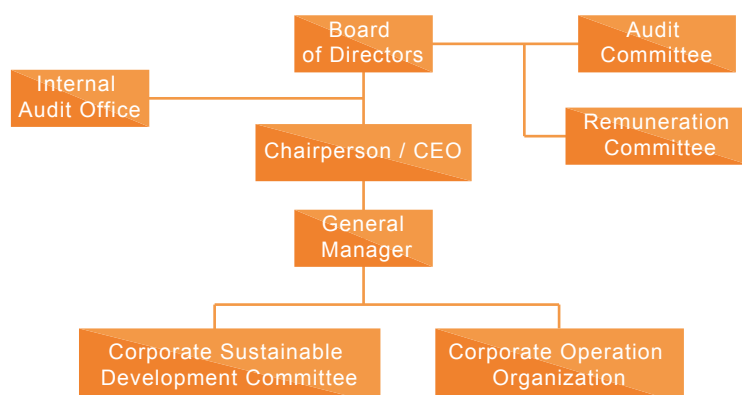 Board
of Directors
Audit
Committee
Internal
Audit Office
Remuneration
Committee
Chairperson / CEO
General
Manager
Corporate Sustainable
Development Committee
Corporate Operation
Organization